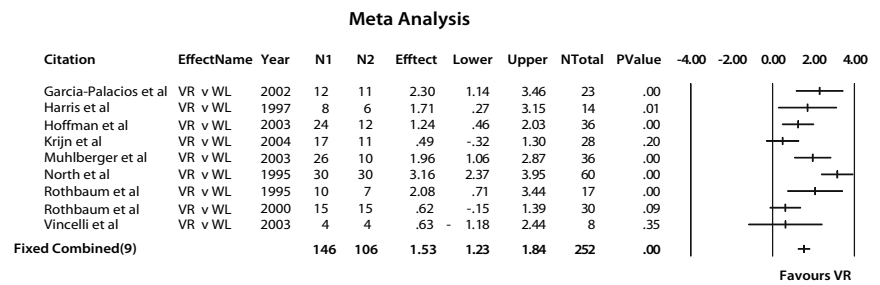 Meta Analysis
Citation EffectName Year N1 N2 Efftect Lower Upper NTotal PValue -4.00 -2.00 0.00 2.00 4.00
Garcia-Palacios et al VR v WL 2002 12 11 2.30 1.14 3.46 23 .00
Harris et al VR v WL 1997 8 6 1.71 .27 3.15 14 .01
Hoffman et al VR v WL 2003 24 12 1.24 .46 2.03 36 .00
Krijn et al VR v WL 2004 17 11 .49 -.32 1.30 28 .20
Muhlberger et al VR v WL 2003 26 10 1.96 1.06 2.87 36 .00
North et al VR v WL 1995 30 30 3.16 2.37 3.95 60 .00
Rothbaum et al VR v WL 1995 10 7 2.08 .71 3.44 17 .00
Rothbaum et al VR v WL 2000 15 15 .62 -.15 1.39 30 .09
Vincelli et al VR v WL 2003 4 4 .63 - 1.18 2.44 8 .35
Fixed Combined(9) 146 106 1.53 1.23 1.84 252 .00
Favours VR